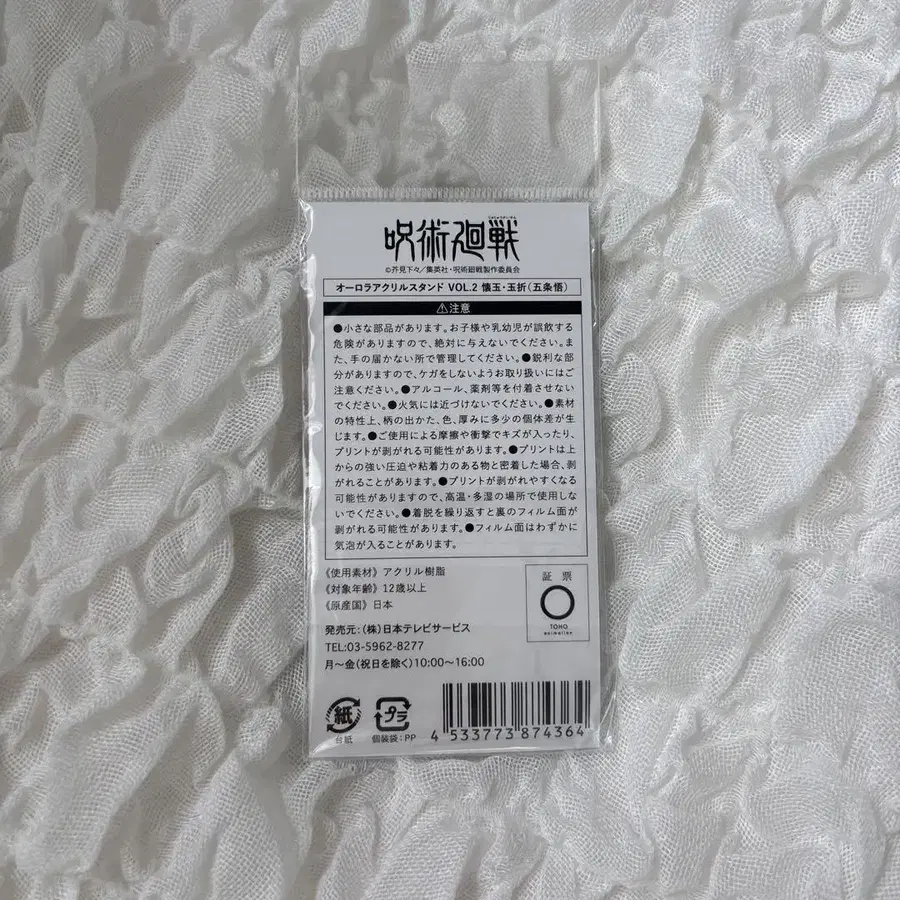 じゅじゅつかいせん
呪術廻戦
©芥見下々/集英社・呪術廻戦製作委員会
オーロラアクリルスタンド VOL.2 懐玉・玉折(五条悟)
⚠注意
●小さな部品があります。お子様や乳幼児が誤飲する
危険がありますので、絶対に与えないでください。ま
た、手の届かない所で管理してください。●鋭利な部
分がありますので、ケガをしないようお取り扱いにはご
注意ください。●アルコール、薬剤等を付着させない
でください。●火気には近づけないでください。●素材
の特性上、柄の出かた、色、厚みに多少の個体差が生
じます。●ご使用による摩擦や衝撃でキズが入ったり、
プリントが剥がれる可能性があります。●プリントは上
からの強い圧迫や粘着力のある物と密着した場合、剥
がれることがあります。●プリントが剥がれやすくなる
可能性がありますので、高温・多湿の場所で使用しな
いでください。●着脱を繰り返すと裏のフィルム面が
剥がれる可能性があります。●フィルム面はわずかに
気泡が入ることがあります。
《使用素材》アクリル樹脂
《対象年齢》12歳以上
《原産国》日本
証票
TOHO
animation
発売元:(株)日本テレビサービス
TEL:03-5962-8277
月〜金(祝日を除く)10:00〜16:00
紙
台紙
プラ
個装袋:PP
4 533773 874364